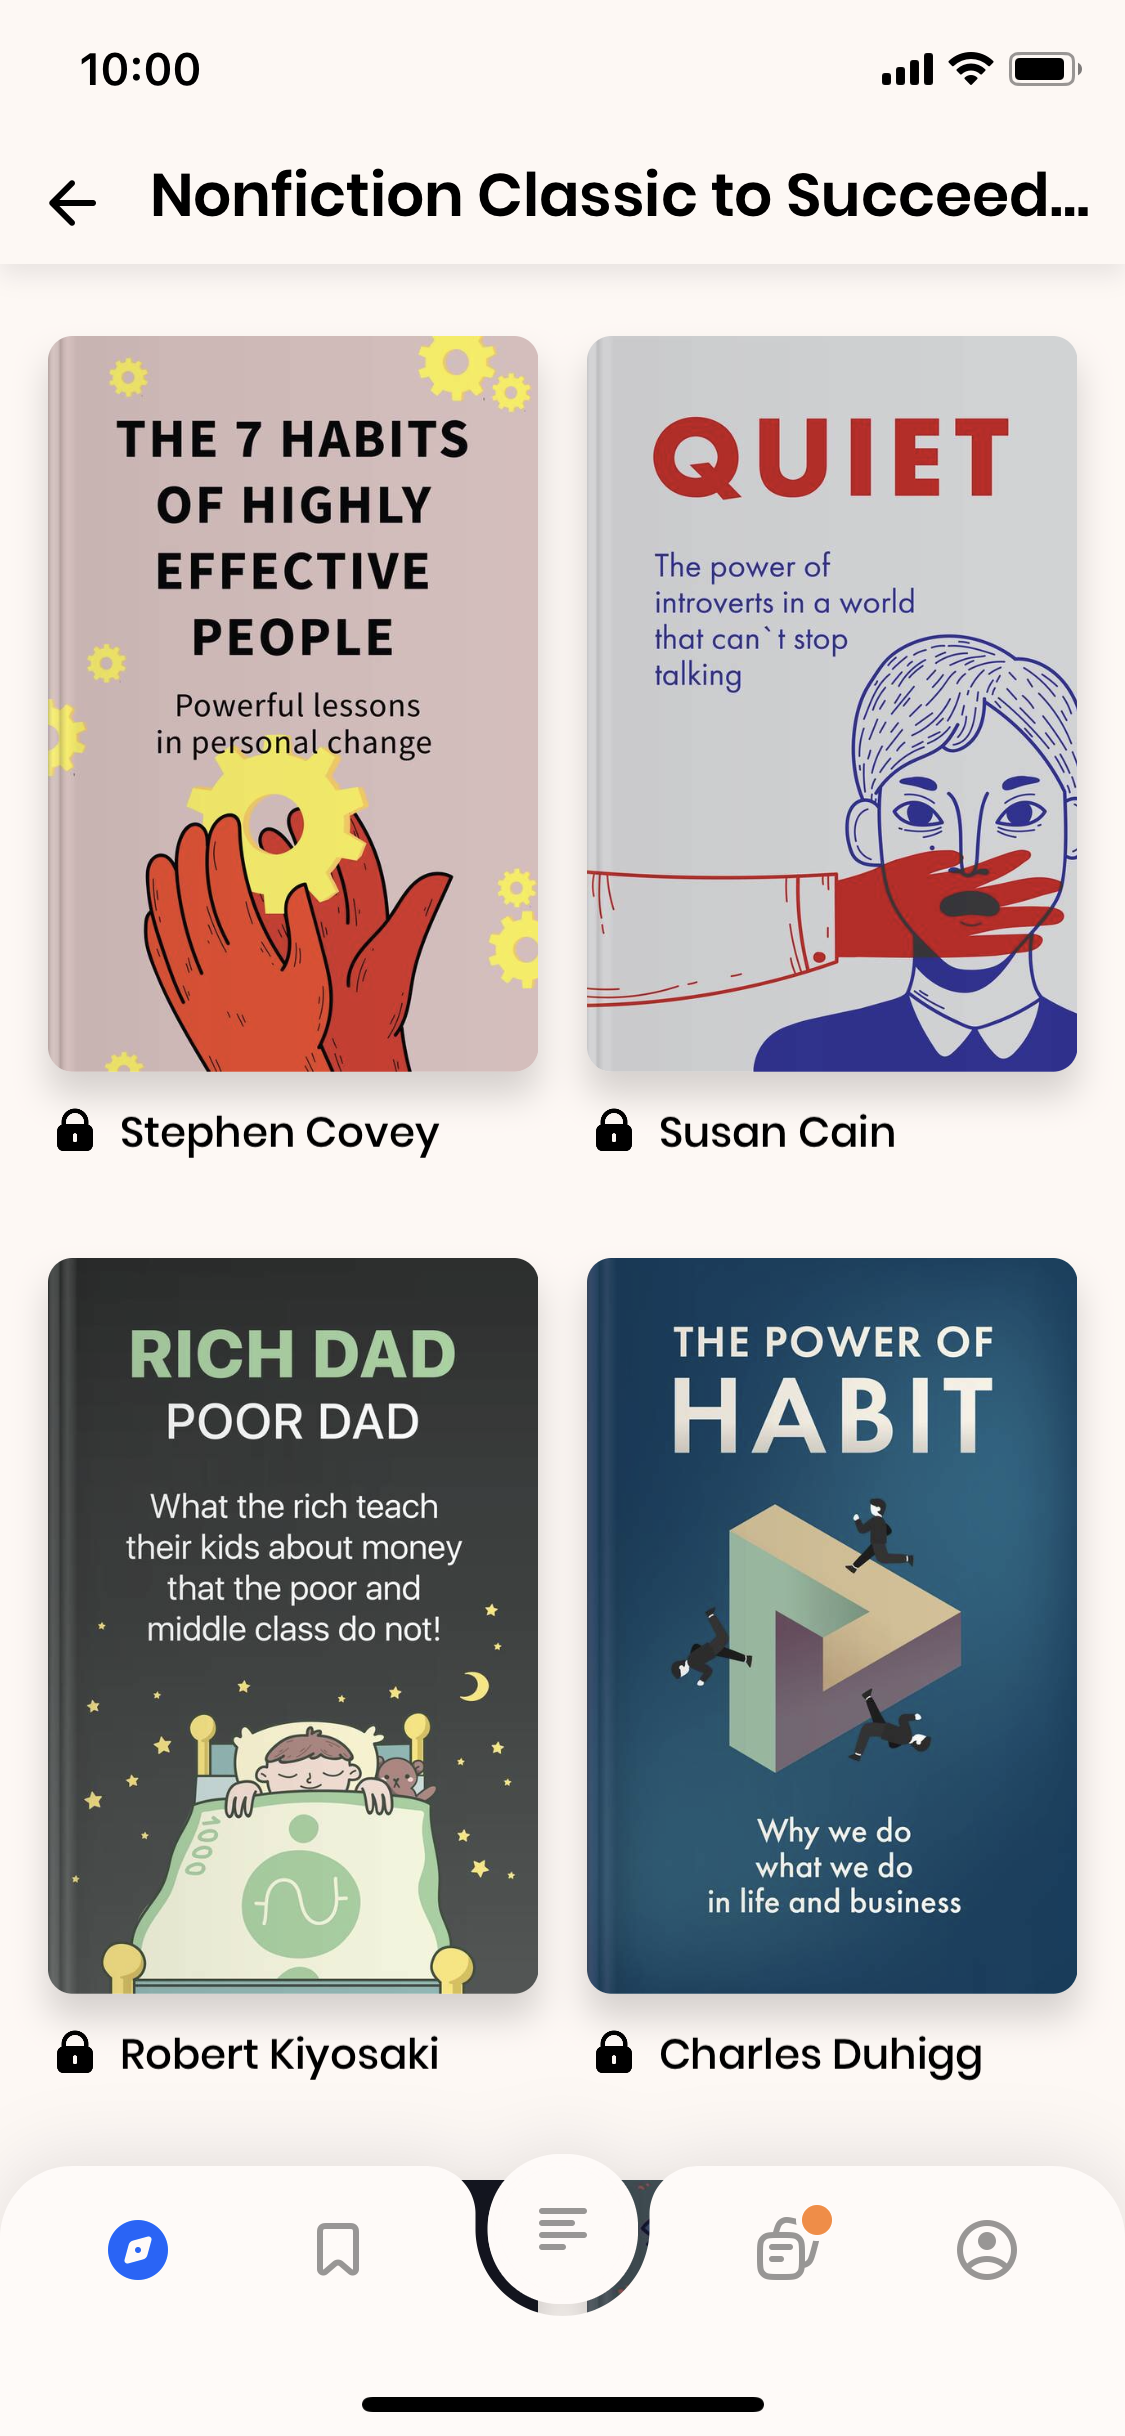 10:00
Nonfiction Classic to Succeed...
THE 7 HABITS
OF HIGHLY
EFFECTIVE
PEOPLE
Powerful lessons
in personal change
QUIET
The power of
introverts in a world
that can`t stop
talking
Stephen Covey
Susan Cain
RICH DAD
POOR DAD
What the rich teach
their kids about money
that the poor and
middle class do not!
1000
THE POWER OF
HABIT
Why we do
what we do
in life and business
Robert Kiyosaki
Charles Duhigg